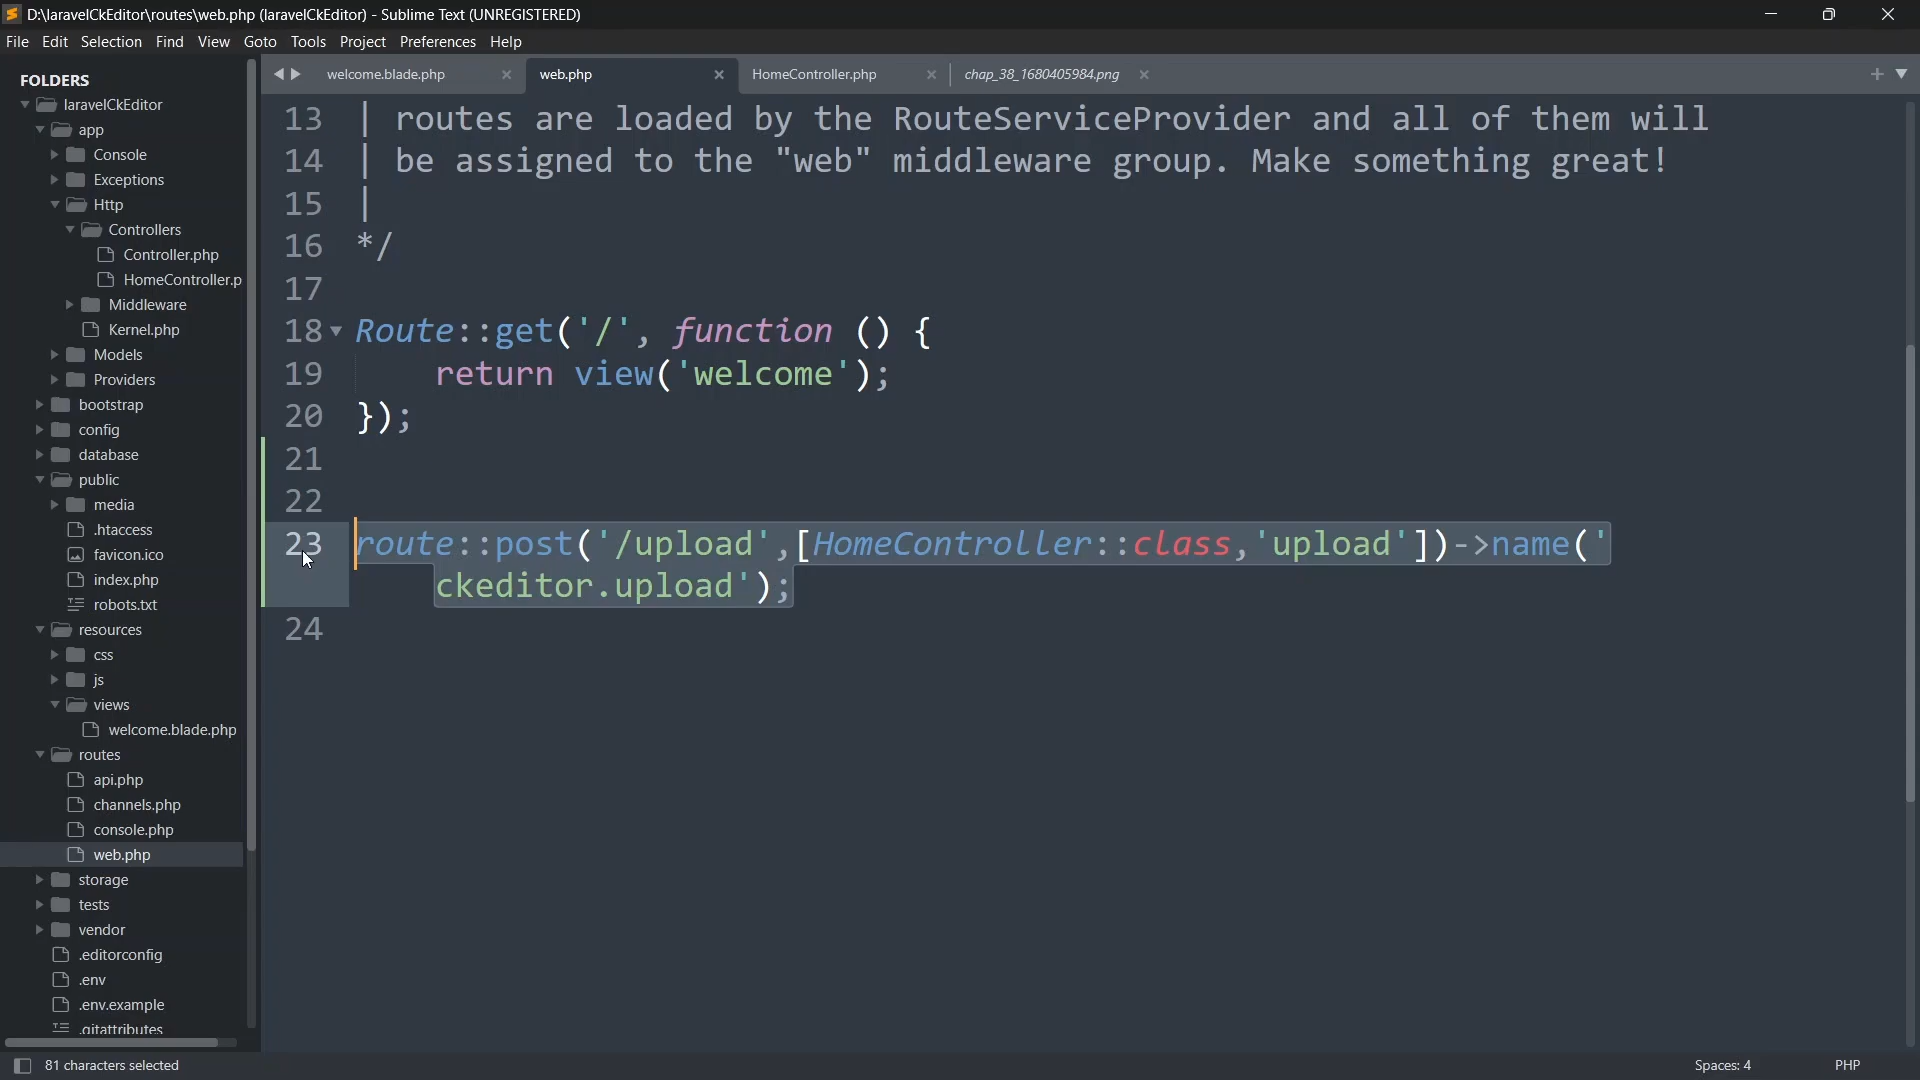 D:\laravelCkEditor\routes\web.php (laravelCkEditor) - Sublime Text (UNREGISTERED)
File Edit Selection Find View Goto Tools Project Preferences Help
FOLDERS
laravelCkEditor
app
Console
Exceptions
Http
Controllers
Controller.php
HomeController.p
Middleware
Kernel.php
Models
Providers
bootstrap
config
database
public
media
.htaccess
favicon.ico
index.php
robots.txt
resources
css
js
views
welcome.blade.php
routes
api.php
channels.php
console.php
web.php
storage
tests
vendor
.editorconfig
.env
.env.example
.gitattributes
welcome.blade.php web.php HomeController.php chap_38_1680405984.png
13 | routes are loaded by the RouteServiceProvider and all of them will
14 | be assigned to the "web" middleware group. Make something great!
15 |
16 */
17
18 Route::get('/', function () {
19 return view('welcome');
20 });
21
22
23 route::post('/upload',[HomeController::class,'upload'])->name('
ckeditor.upload');
24
81 characters selected
Spaces: 4 PHP